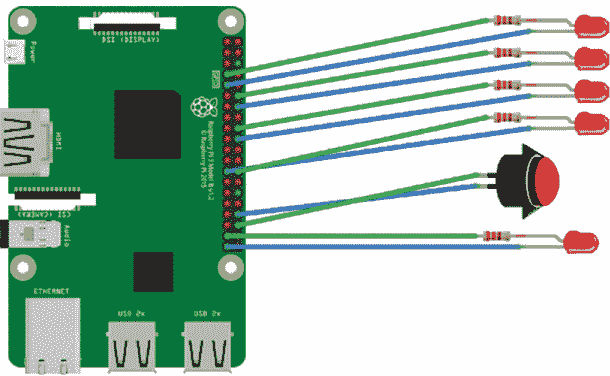 DSI (DISPLAY)
Power
HDMI
Raspberry Pi 3 Model B v1.2
© Raspberry Pi 2015
CSI (CAMERA)
Audio
ETHERNET
USB 2x
USB 2x